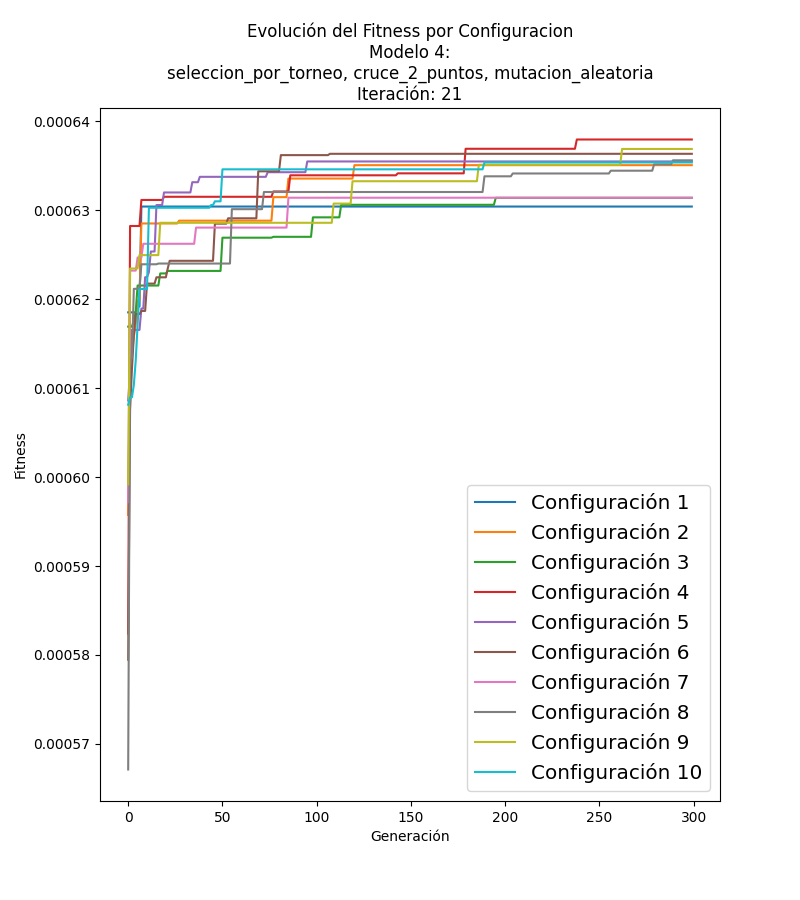 Evolución del Fitness por Configuracion
Modelo 4:
seleccion_por_torneo, cruce_2_puntos, mutacion_aleatoria
Iteración: 21
0.00064
0.00063
0.00062
0.00061
0.00060
0.00059
0.00058
0.00057
Fitness
Configuración 1
Configuración 2
Configuración 3
Configuración 4
Configuración 5
Configuración 6
Configuración 7
Configuración 8
Configuración 9
Configuración 10
0 50 100 150 200 250 300
Generación